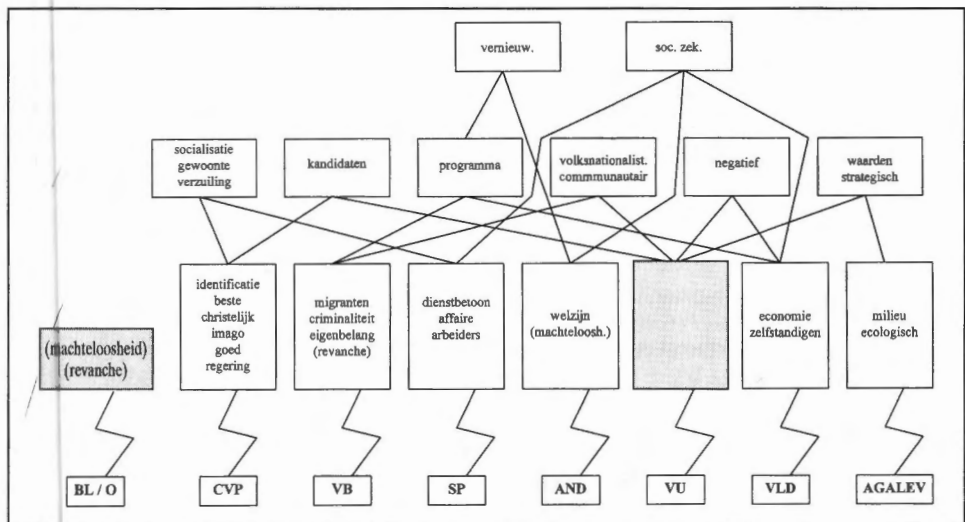 vernieuw.
soc. zek.
socialisatie
gewoonte
verzuiling
kandidaten
programma
volksnationalist.
commmunautair
negatief
waarden
strategisch
(machteloosheid)
(revanche)
identificatie
beste
christelijk
imago
goed
regering
migranten
criminaliteit
eigenbelang
(revanche)
dienstbetoon
affaire
arbeiders
welzijn
(machteloosh.)
economie
zelfstandigen
milieu
ecologisch
BL / O
CVP
VB
SP
AND
VU
VLD
AGALEV